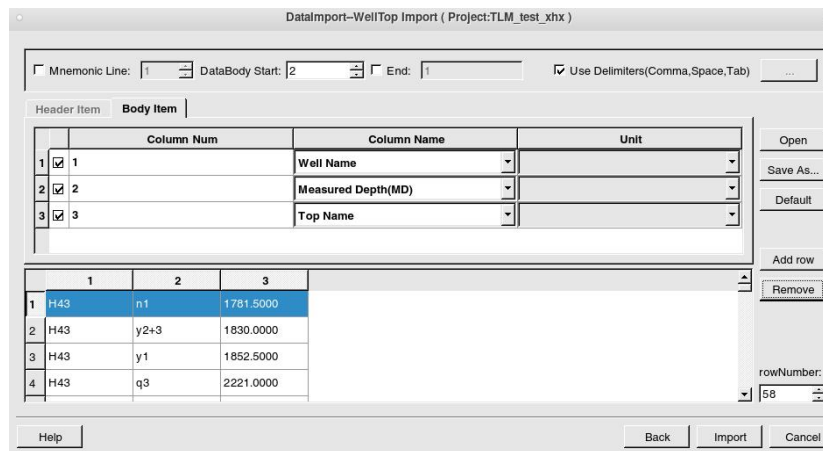 DataImport--WellTop Import ( Project:TLM_test_xhx )
Mnemonic Line: 1 DataBody Start: 2 End: 1 Use Delimiters(Comma,Space,Tab) ...
Header Item Body Item
Column Num Column Name Unit
1 1 Well Name
2 2 Measured Depth(MD)
3 3 Top Name
Open
Save As...
Default
Add row
Remove
1 2 3
1 H43 n1 1781.5000
2 H43 y2+3 1830.0000
3 H43 y1 1852.5000
4 H43 q3 2221.0000
rowNumber:
58
Help Back Import Cancel